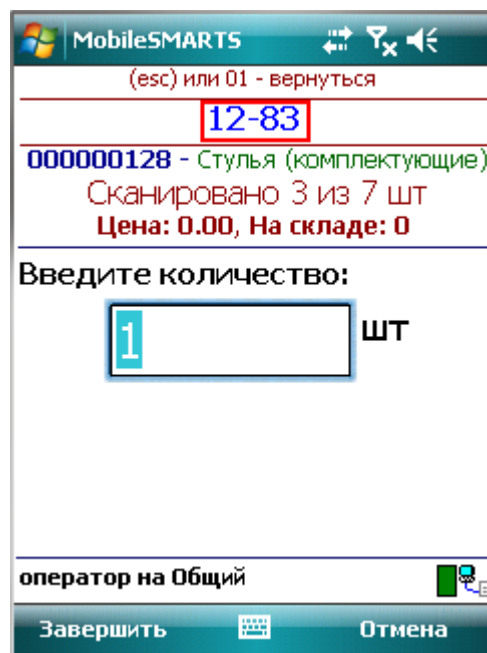 MobileSMARTS
(esc) или 01 - вернуться
12-83
000000128 - Стулья (комплектующие)
Сканировано 3 из 7 шт
Цена: 0.00, На складе: 0
Введите количество:
1 шт
оператор на Общий
Завершить Отмена